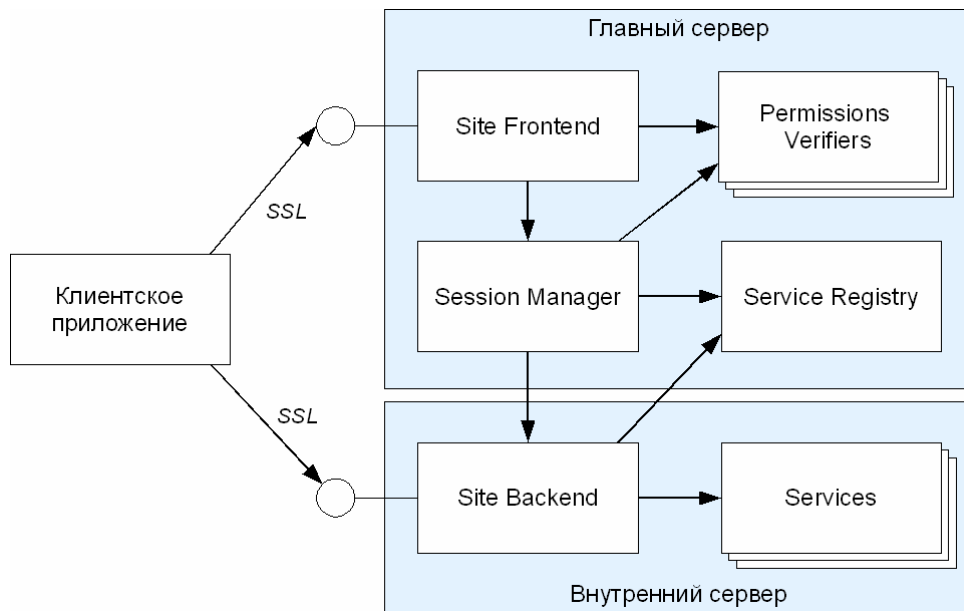 Главный сервер
Site Frontend
Permissions
Verifiers
SSL
Клиентское
приложение
Session Manager
Service Registry
SSL
Site Backend
Services
Внутренний сервер